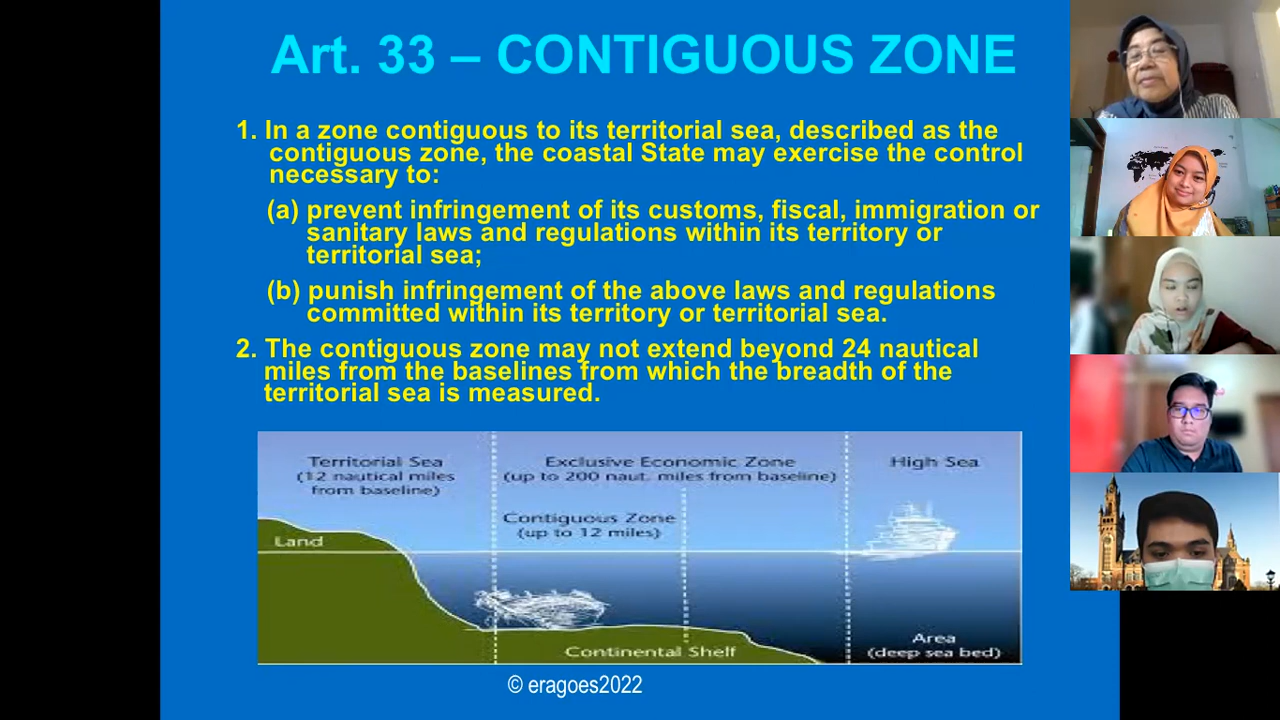 Art. 33 – CONTIGUOUS ZONE
1. In a zone contiguous to its territorial sea, described as the
contiguous zone, the coastal State may exercise the control
necessary to:
(a) prevent infringement of its customs, fiscal, immigration or
sanitary laws and regulations within its territory or
territorial sea;
(b) punish infringement of the above laws and regulations
committed within its territory or territorial sea.
2. The contiguous zone may not extend beyond 24 nautical
miles from the baselines from which the breadth of the
territorial sea is measured.
Territorial Sea
(12 nautical miles
from baseline)
Exclusive Economic Zone
(up to 200 naut. miles from baseline)
High Sea
Contiguous Zone
(up to 12 miles)
Land
Continental Shelf
Area
(deep sea bed)
© eragoes2022